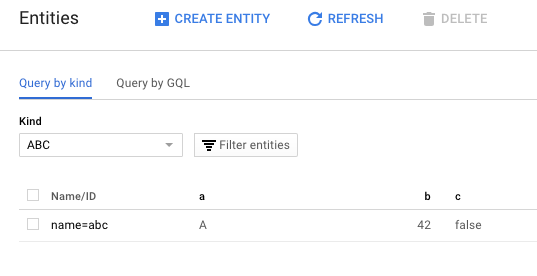 Entities CREATE ENTITY REFRESH DELETE
Query by kind Query by GQL
Kind
ABC Filter entities
Name/ID a b c
name=abc A 42 false